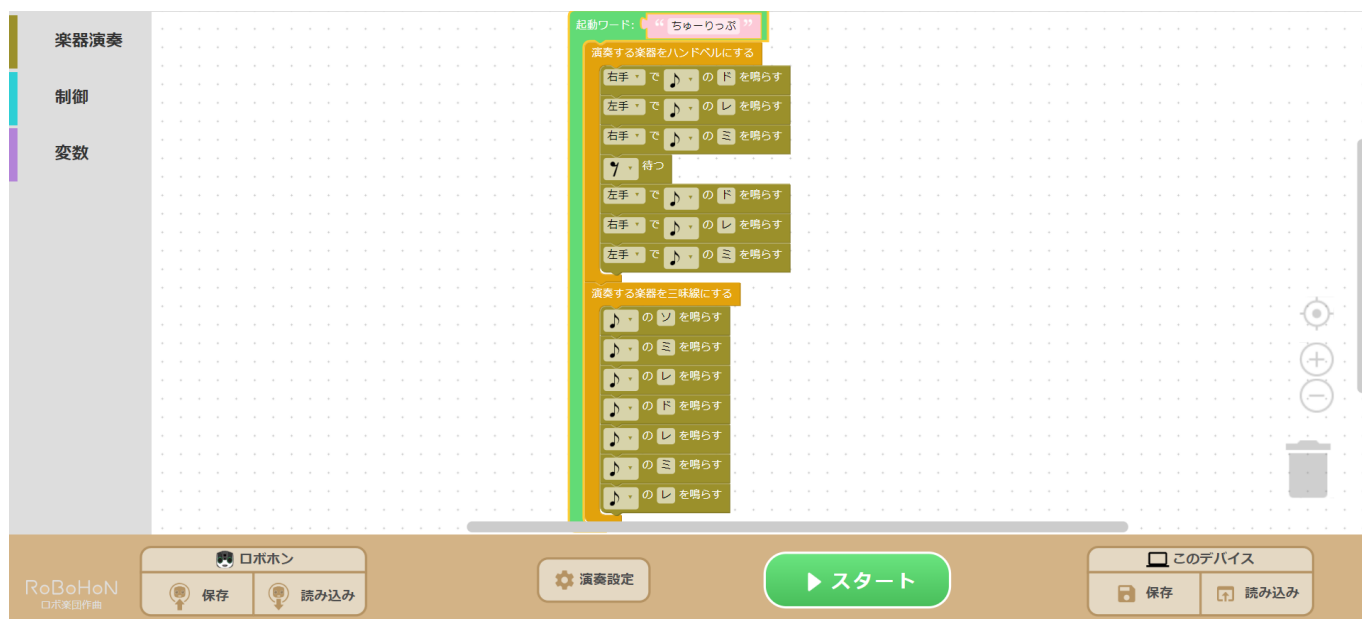 楽器演奏
制御
変数
起動ワード: “ ちゅーりっぷ ”
演奏する楽器をハンドベルにする
右手 で ♪ の ド を鳴らす
左手 で ♪ の レ を鳴らす
右手 で ♪ の ミ を鳴らす
待つ
左手 で ♪ の ド を鳴らす
右手 で ♪ の レ を鳴らす
左手 で ♪ の ミ を鳴らす
演奏する楽器を三味線にする
♪ の ソ を鳴らす
♪ の ミ を鳴らす
♪ の レ を鳴らす
♪ の ド を鳴らす
♪ の レ を鳴らす
♪ の ミ を鳴らす
♪ の レ を鳴らす
RoBoHoN
ロボ楽団作曲
ロボホン
保存 読み込み
演奏設定
スタート
このデバイス
保存 読み込み